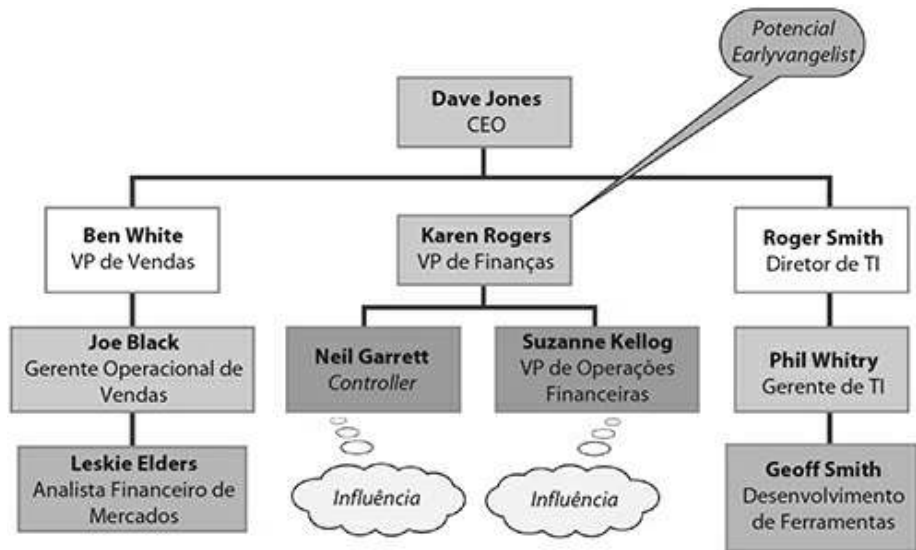 Potencial
Earlyvangelist
Dave Jones
CEO
Ben White
VP de Vendas
Karen Rogers
VP de Finanças
Roger Smith
Diretor de TI
Joe Black
Gerente Operacional de
Vendas
Neil Garrett
Controller
Suzanne Kellog
VP de Operações
Financeiras
Phil Whitry
Gerente de TI
Leskie Elders
Analista Financeiro de
Mercados
Influência
Influência
Geoff Smith
Desenvolvimento
de Ferramentas